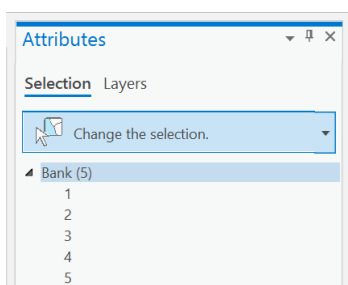 Attributes
Selection Layers
Change the selection.
Bank (5)
1
2
3
4
5